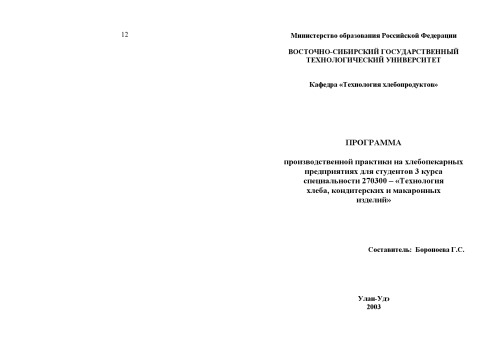 12
Министерство образования Российской Федерации
ВОСТОЧНО-СИБИРСКИЙ ГОСУДАРСТВЕННЫЙ
ТЕХНОЛОГИЧЕСКИЙ УНИВЕРСИТЕТ
Кафедра «Технология хлебопродуктов»
ПРОГРАММА
производственной практики на хлебопекарных
предприятиях для студентов 3 курса
специальности 270300 – «Технология
хлеба, кондитерских и макаронных
изделий»
Составитель: Боропоева Г.С.
Улан-Удэ
2003